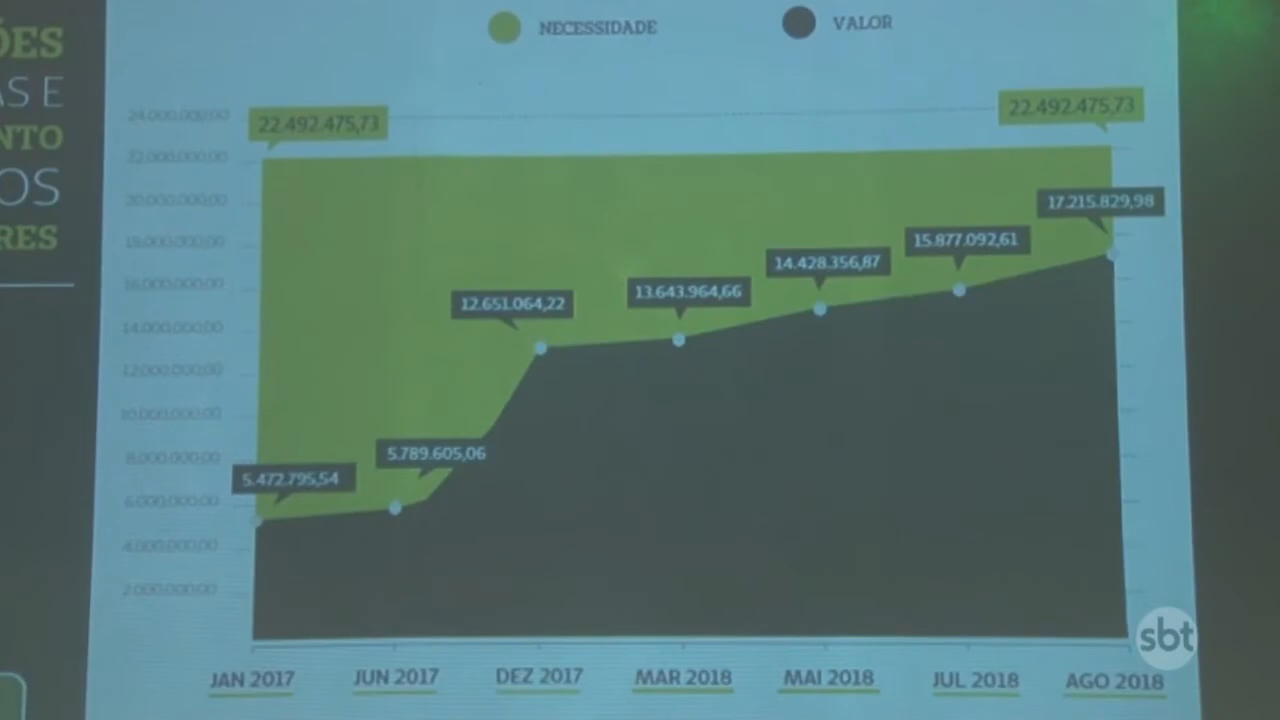 ÕES
AS E
NTO
OS
RES
NECESSIDADE
VALOR
24.000.000,00
22.000.000,00
20.000.000,00
18.000.000,00
16.000.000,00
14.000.000,00
12.000.000,00
10.000.000,00
8.000.000,00
6.000.000,00
4.000.000,00
2.000.000,00
22.492.475,73
22.492.475,73
17.215.829,98
15.877.092,61
14.428.356,87
13.643.964,66
12.651.064,22
5.789.605,06
5.472.795,54
JAN 2017
JUN 2017
DEZ 2017
MAR 2018
MAI 2018
JUL 2018
AGO 2018
sbt